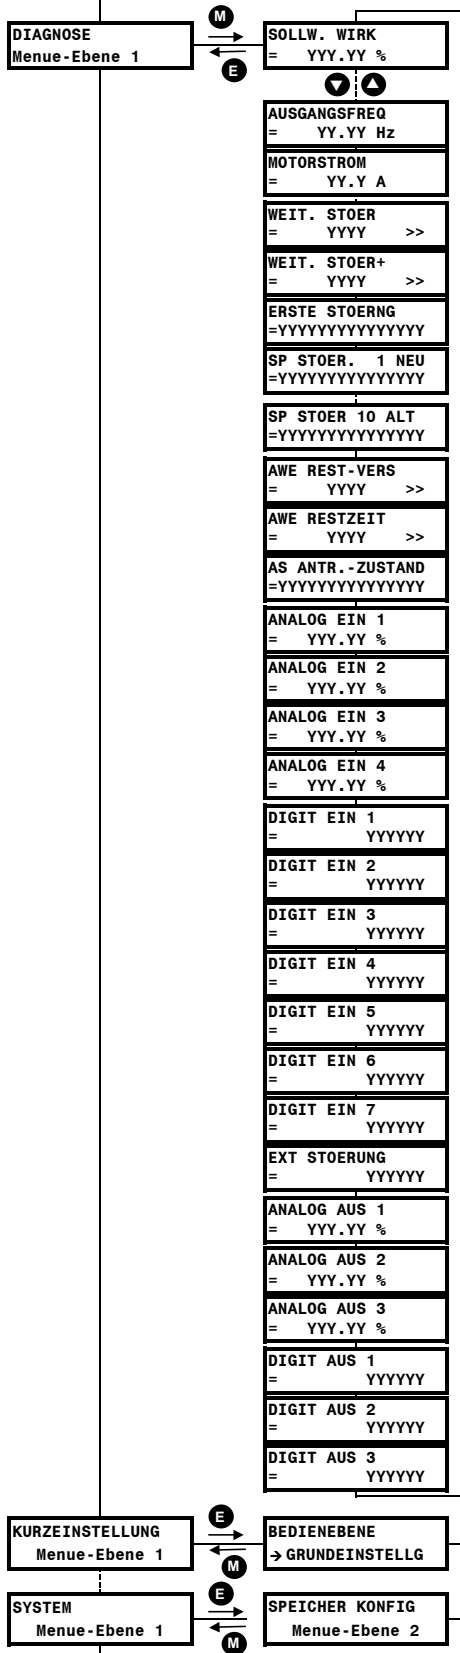 M
DIAGNOSE
Menue-Ebene 1
E
SOLLW. WIRK
= YYY.YY %
AUSGANGSFREQ
= YY.YY Hz
MOTORSTROM
= YY.Y A
WEIT. STOER
= YYYY >>
WEIT. STOER+
= YYYY >>
ERSTE STOERNG
=YYYYYYYYYYYYYYY
SP STOER. 1 NEU
=YYYYYYYYYYYYYYY
SP STOER 10 ALT
=YYYYYYYYYYYYYYY
AWE REST-VERS
= YYYY >>
AWE RESTZEIT
= YYYY >>
AS ANTR.-ZUSTAND
=YYYYYYYYYYYYYYY
ANALOG EIN 1
= YYY.YY %
ANALOG EIN 2
= YYY.YY %
ANALOG EIN 3
= YYY.YY %
ANALOG EIN 4
= YYY.YY %
DIGIT EIN 1
= YYYYYY
DIGIT EIN 2
= YYYYYY
DIGIT EIN 3
= YYYYYY
DIGIT EIN 4
= YYYYYY
DIGIT EIN 5
= YYYYYY
DIGIT EIN 6
= YYYYYY
DIGIT EIN 7
= YYYYYY
EXT STOERUNG
= YYYYYY
ANALOG AUS 1
= YYY.YY %
ANALOG AUS 2
= YYY.YY %
ANALOG AUS 3
= YYY.YY %
DIGIT AUS 1
= YYYYYY
DIGIT AUS 2
= YYYYYY
DIGIT AUS 3
= YYYYYY
KURZEINSTELLUNG
Menue-Ebene 1
E
M
BEDIENEBENE
→ GRUNDEINSTELLG
SYSTEM
Menue-Ebene 1
E
M
SPEICHER KONFIG
Menue-Ebene 2